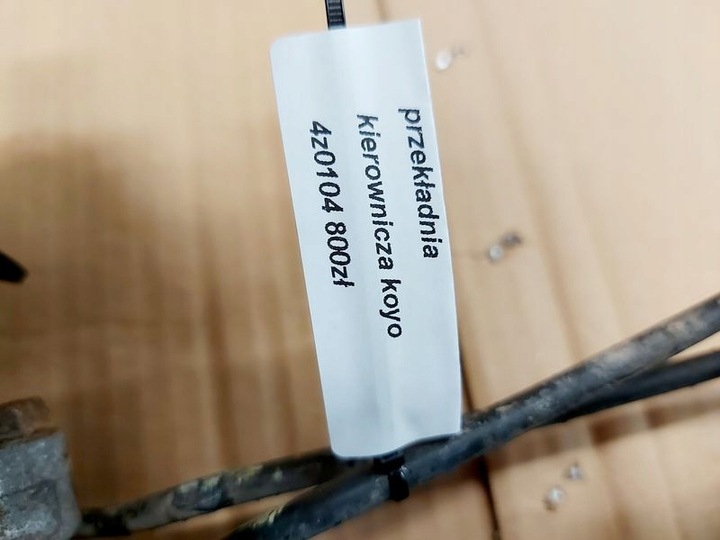 przekładnia
kierownicza koyo
4z0104 800zł